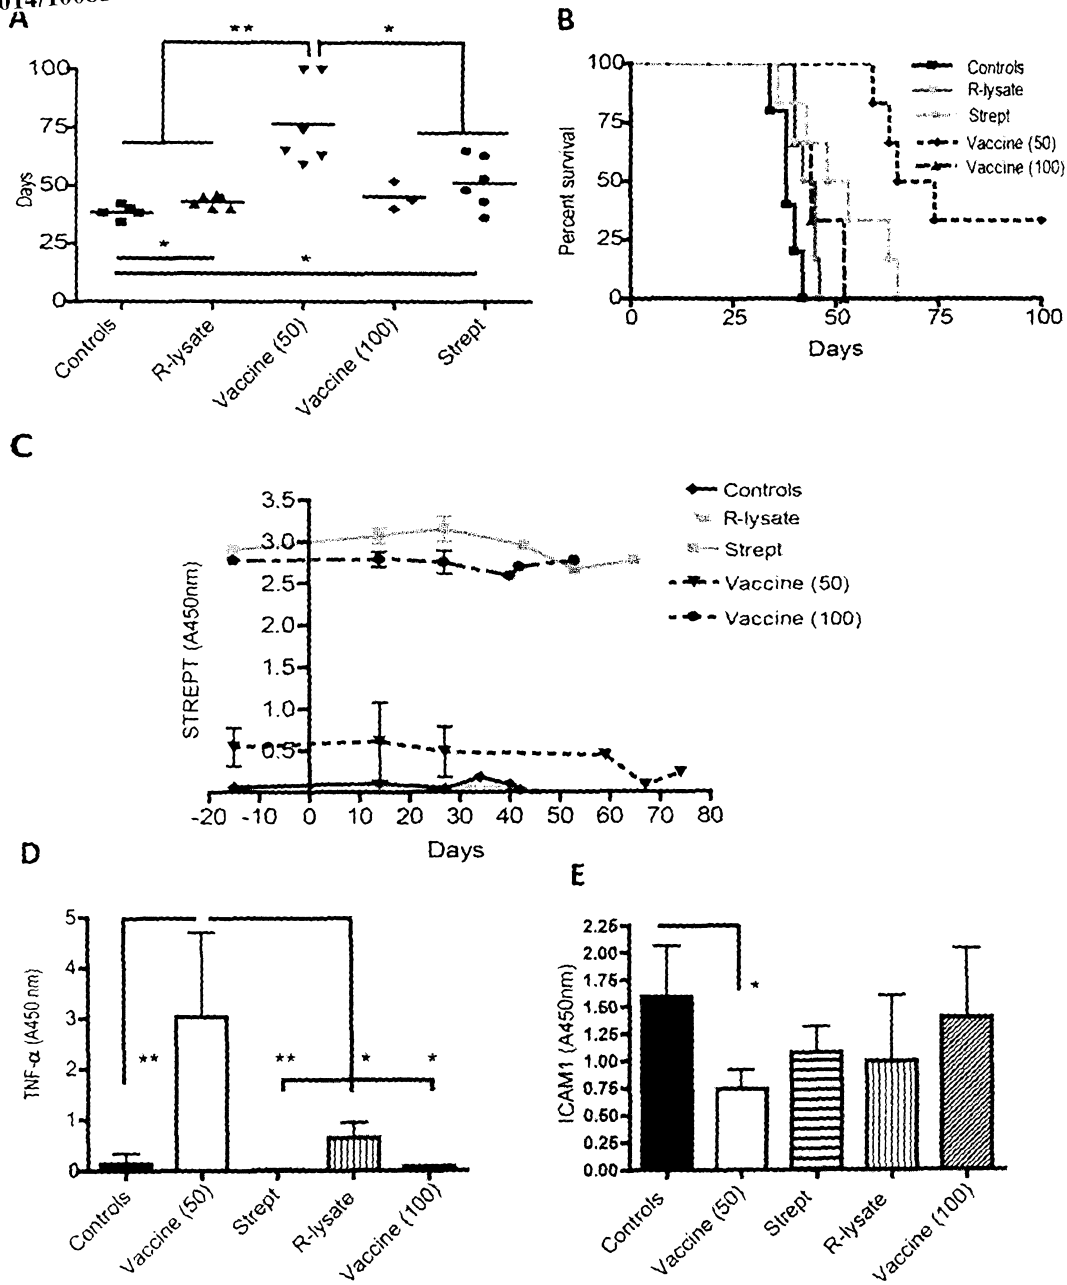 A
** *
100
75
50
25
0
Days
* *
Controls
R-lysate
Vaccine (50)
Vaccine (100)
Strept
B
100
75
50
25
0
Percent survival
0 25 50 75 100
Days
Controls
R-lysate
Strept
Vaccine (50)
Vaccine (100)
C
3.5
3.0
2.5
2.0
1.5
1.0
0.5
STREPT (A450nm)
-20 -10 0 10 20 30 40 50 60 70 80
Days
Controls
R-lysate
Strept
Vaccine (50)
Vaccine (100)
D
5
4
3
2
1
0
TNF-α (A450 nm)
** ** * *
Controls
Vaccine (50)
Strept
R-lysate
Vaccine (100)
E
2.25
2.00
1.75
1.50
1.25
1.00
0.75
0.50
0.25
0.00
ICAM1 (A450nm)
*
Controls
Vaccine (50)
Strept
R-lysate
Vaccine (100)